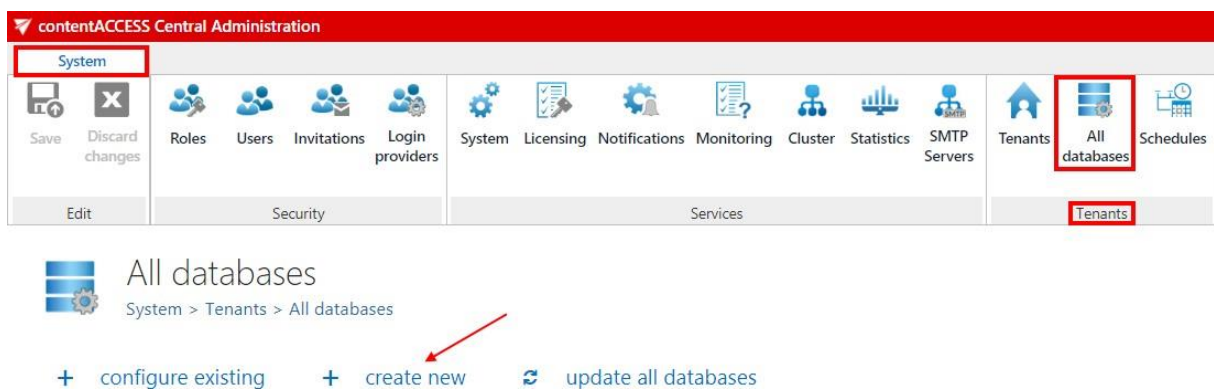 contentACCESS Central Administration
System
Save Discard changes Roles Users Invitations Login providers System Licensing Notifications Monitoring Cluster Statistics SMTP Servers Tenants All databases Schedules
Edit Security Services Tenants
All databases
System > Tenants > All databases
+ configure existing + create new update all databases